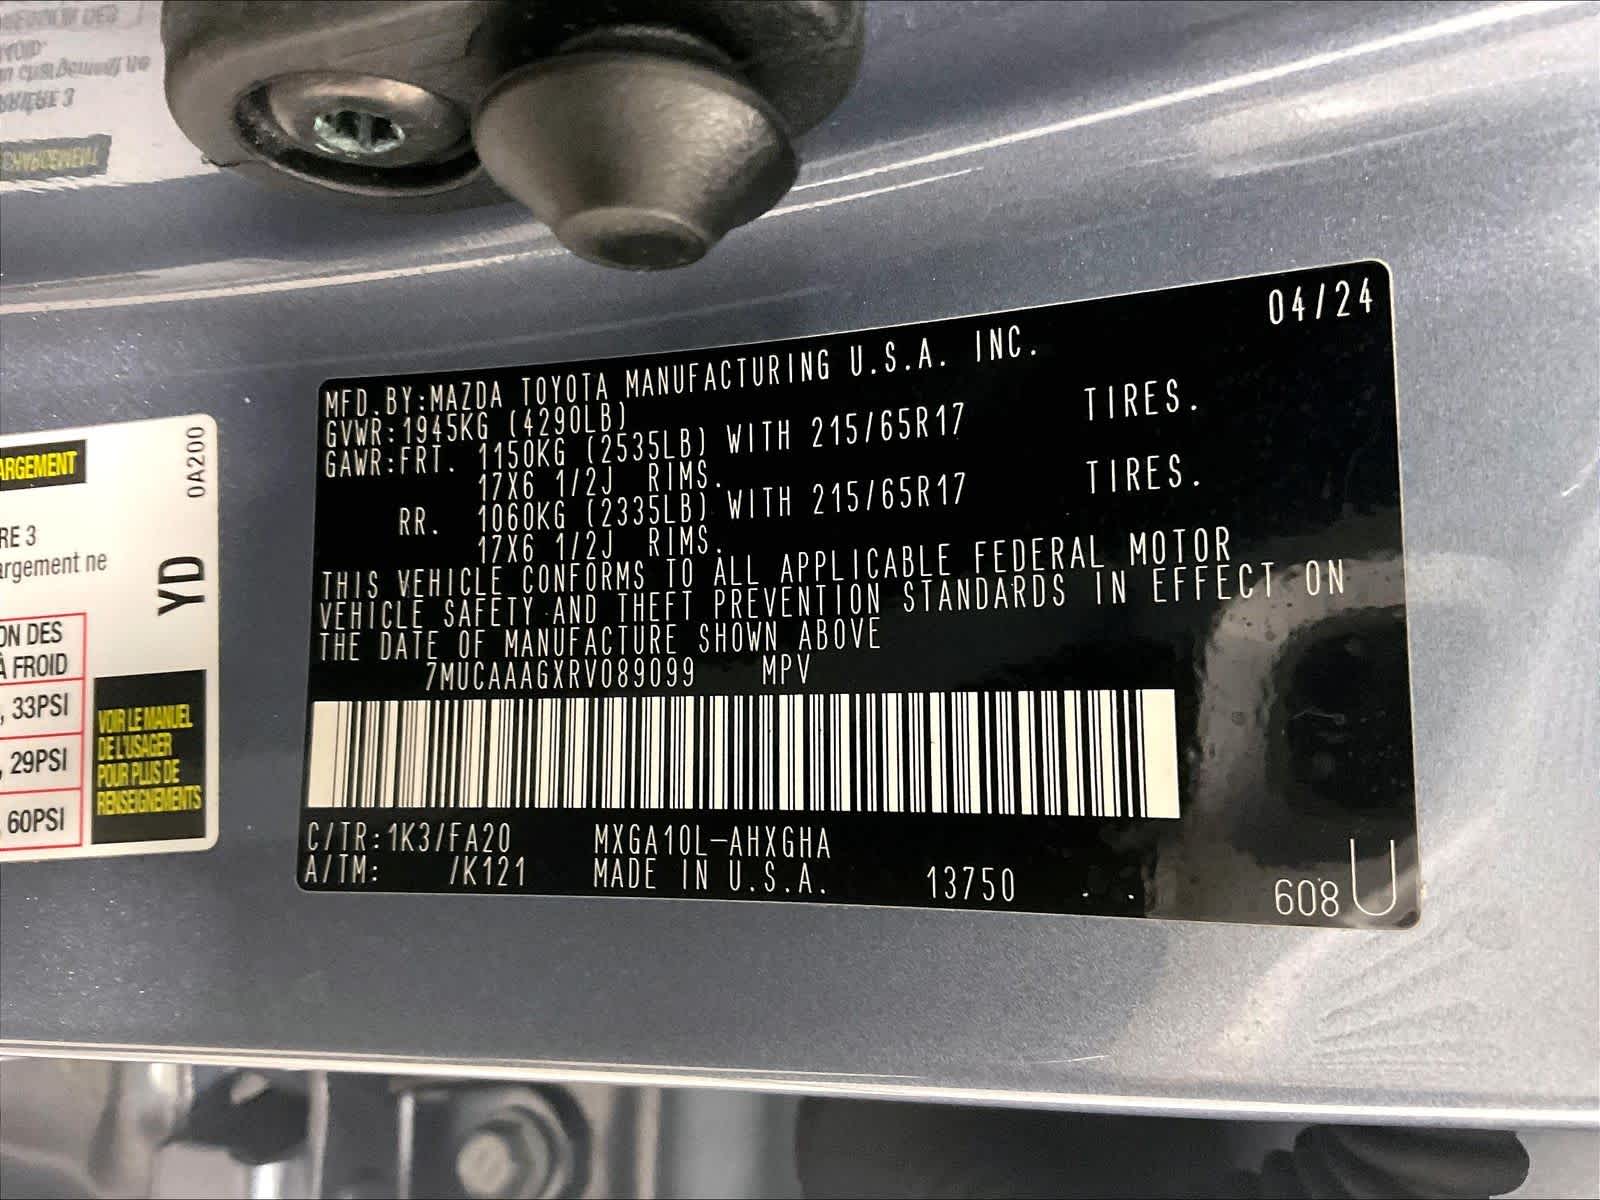 ARGEMENT
0A200
RE 3
argement ne
YD
ON DES
À FROID
, 33PSI
, 29PSI
60PSI
VOIR LE MANUEL
DE L'USAGER
POUR PLUS DE
RENSEIGNEMENTS
04/24
MFD.BY:MAZDA TOYOTA MANUFACTURING U.S.A. INC.
GVWR:1945KG (4290LB)
GAWR:FRT. 1150KG (2535LB) WITH 215/65R17 TIRES.
17X6 1/2J RIMS.
RR. 1060KG (2335LB) WITH 215/65R17 TIRES.
17X6 1/2J RIMS.
THIS VEHICLE CONFORMS TO ALL APPLICABLE FEDERAL MOTOR
VEHICLE SAFETY AND THEFT PREVENTION STANDARDS IN EFFECT ON
THE DATE OF MANUFACTURE SHOWN ABOVE
7MUCAAAGXRV089099 MPV
C/TR:1K3/FA20 MXGA10L-AHXGHA
A/TM: /K121 MADE IN U.S.A. 13750 . . 608 U